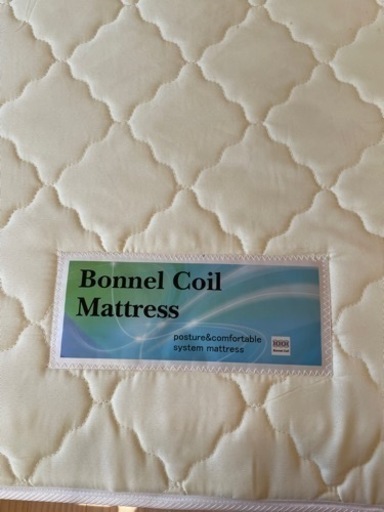 Bonnel Coil
Mattress
posture&comfortable
system mattress